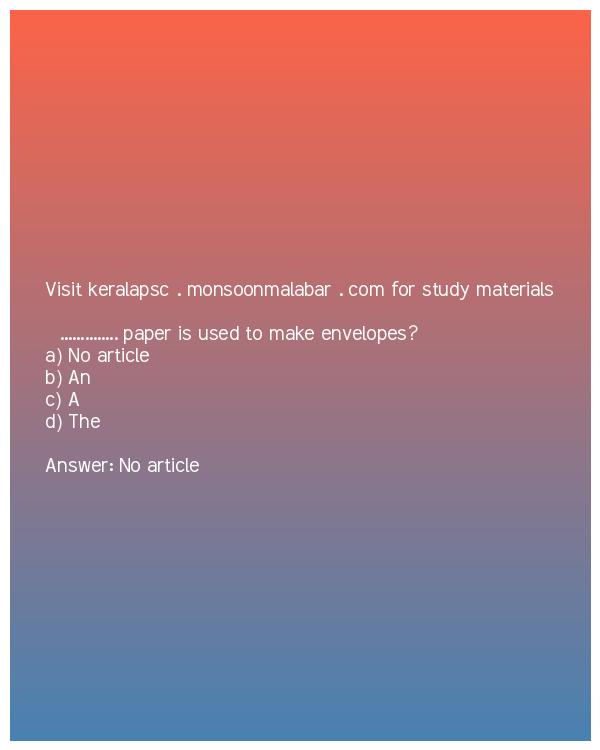 Visit keralapsc . monsoonmalabar . com for study materials
.............. paper is used to make envelopes?
a) No article
b) An
c) A
d) The
Answer: No article